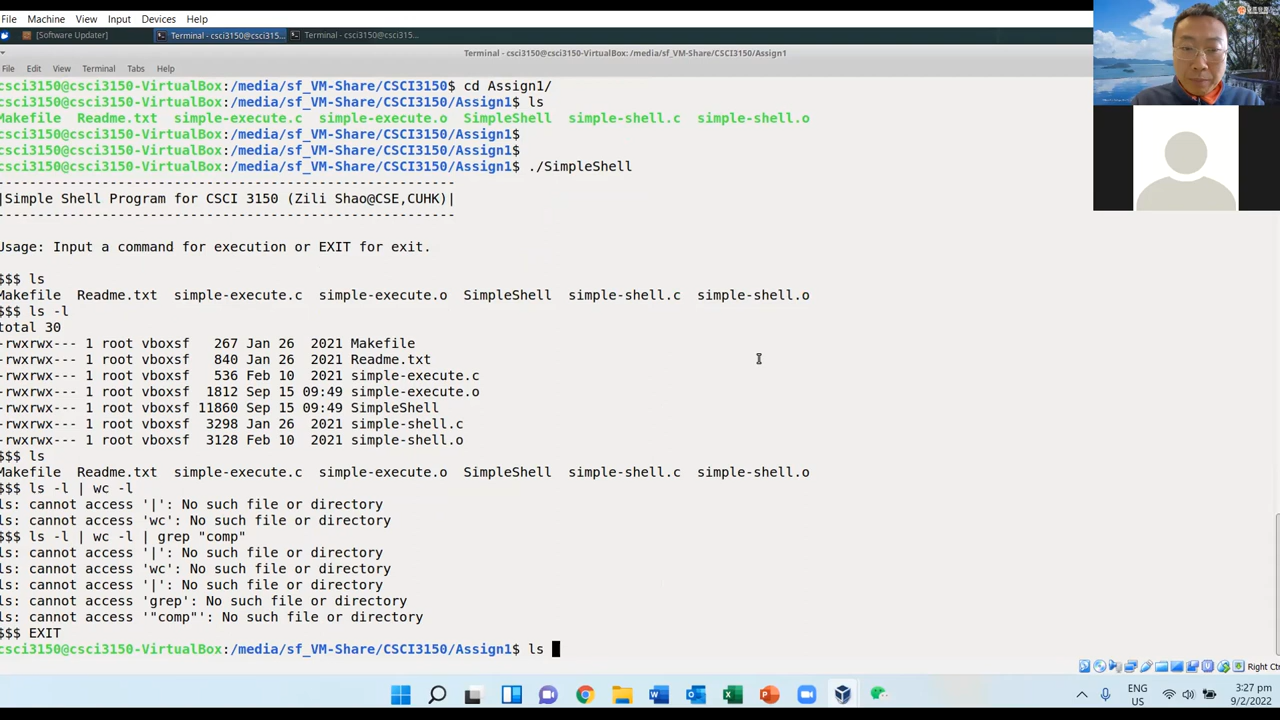 File Machine View Input Devices Help
[Software Updater] Terminal - csci3150@csci315... Terminal - csci3150@csci315...
Terminal - csci3150@csci3150-VirtualBox: /media/sf_VM-Share/CSCI3150/Assign1
File Edit View Terminal Tabs Help
csci3150@csci3150-VirtualBox:/media/sf_VM-Share/CSCI3150$ cd Assign1/
csci3150@csci3150-VirtualBox:/media/sf_VM-Share/CSCI3150/Assign1$ ls
Makefile Readme.txt simple-execute.c simple-execute.o SimpleShell simple-shell.c simple-shell.o
csci3150@csci3150-VirtualBox:/media/sf_VM-Share/CSCI3150/Assign1$
csci3150@csci3150-VirtualBox:/media/sf_VM-Share/CSCI3150/Assign1$
csci3150@csci3150-VirtualBox:/media/sf_VM-Share/CSCI3150/Assign1$ ./SimpleShell
---------------------------------------------------------
|Simple Shell Program for CSCI 3150 (Zili Shao@CSE,CUHK)|
---------------------------------------------------------
Usage: Input a command for execution or EXIT for exit.
$$$ ls
Makefile Readme.txt simple-execute.c simple-execute.o SimpleShell simple-shell.c simple-shell.o
$$$ ls -l
total 30
-rwxrwx--- 1 root vboxsf 267 Jan 26 2021 Makefile
-rwxrwx--- 1 root vboxsf 840 Jan 26 2021 Readme.txt
-rwxrwx--- 1 root vboxsf 536 Feb 10 2021 simple-execute.c
-rwxrwx--- 1 root vboxsf 1812 Sep 15 09:49 simple-execute.o
-rwxrwx--- 1 root vboxsf 11860 Sep 15 09:49 SimpleShell
-rwxrwx--- 1 root vboxsf 3298 Jan 26 2021 simple-shell.c
-rwxrwx--- 1 root vboxsf 3128 Feb 10 2021 simple-shell.o
$$$ ls
Makefile Readme.txt simple-execute.c simple-execute.o SimpleShell simple-shell.c simple-shell.o
$$$ ls -l | wc -l
ls: cannot access '|': No such file or directory
ls: cannot access 'wc': No such file or directory
$$$ ls -l | wc -l | grep "comp"
ls: cannot access '|': No such file or directory
ls: cannot access 'wc': No such file or directory
ls: cannot access '|': No such file or directory
ls: cannot access 'grep': No such file or directory
ls: cannot access '"comp"': No such file or directory
$$$ EXIT
csci3150@csci3150-VirtualBox:/media/sf_VM-Share/CSCI3150/Assign1$ ls
Right Ctr
ENG
US
3:27 pm
9/2/2022